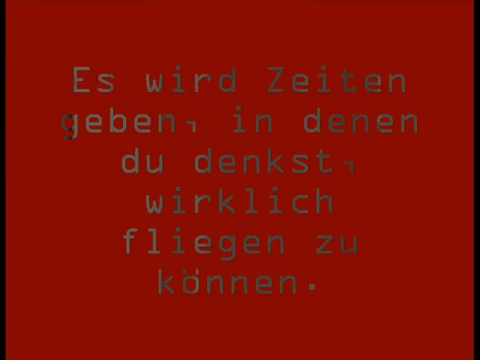 Es wird Zeiten
geben, in denen
du denkst,
wirklich
fliegen zu
können.